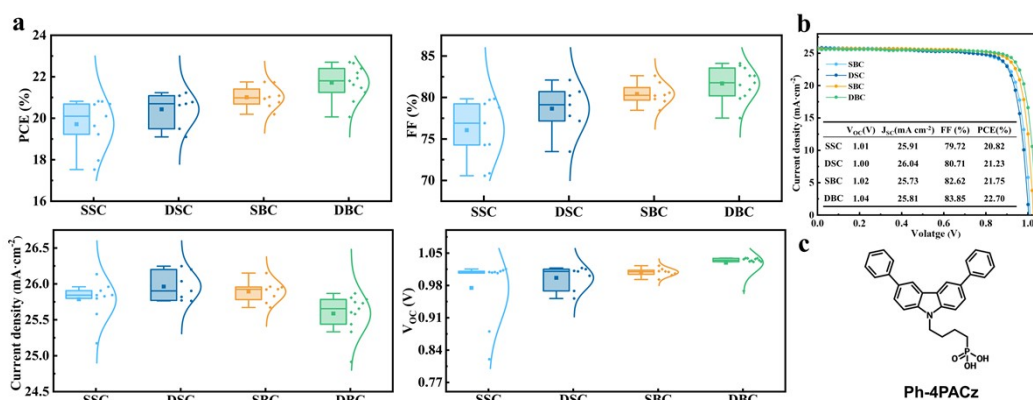 a
PCE (%)
24
22
20
18
16
SSC
DSC
SBC
DBC
FF (%)
85
80
75
70
65
SSC
DSC
SBC
DBC
Current density (mA·cm⁻²)
26.5
26.0
25.5
25.0
24.5
SSC
DSC
SBC
DBC
V_OC (V)
1.05
0.98
0.91
0.84
0.77
SSC
DSC
SBC
DBC
b
Current density (mA·cm⁻²)
25
20
15
10
5
0
SBC
DSC
SBC
DBC
V_OC(V) J_SC(mA cm⁻²) FF (%) PCE(%)
SSC 1.01 25.91 79.72 20.82
DSC 1.00 26.04 80.71 21.23
SBC 1.02 25.73 82.62 21.75
DBC 1.04 25.81 83.85 22.70
0.0 0.2 0.4 0.6 0.8 1.0
Volatge (V)
c
N
O
P
OH
OH
Ph-4PACz